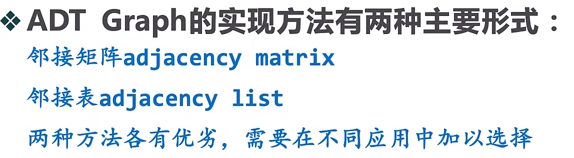 ❖ADT Graph的实现方法有两种主要形式：
邻接矩阵adjacency matrix
邻接表adjacency list
两种方法各有优劣，需要在不同应用中加以选择